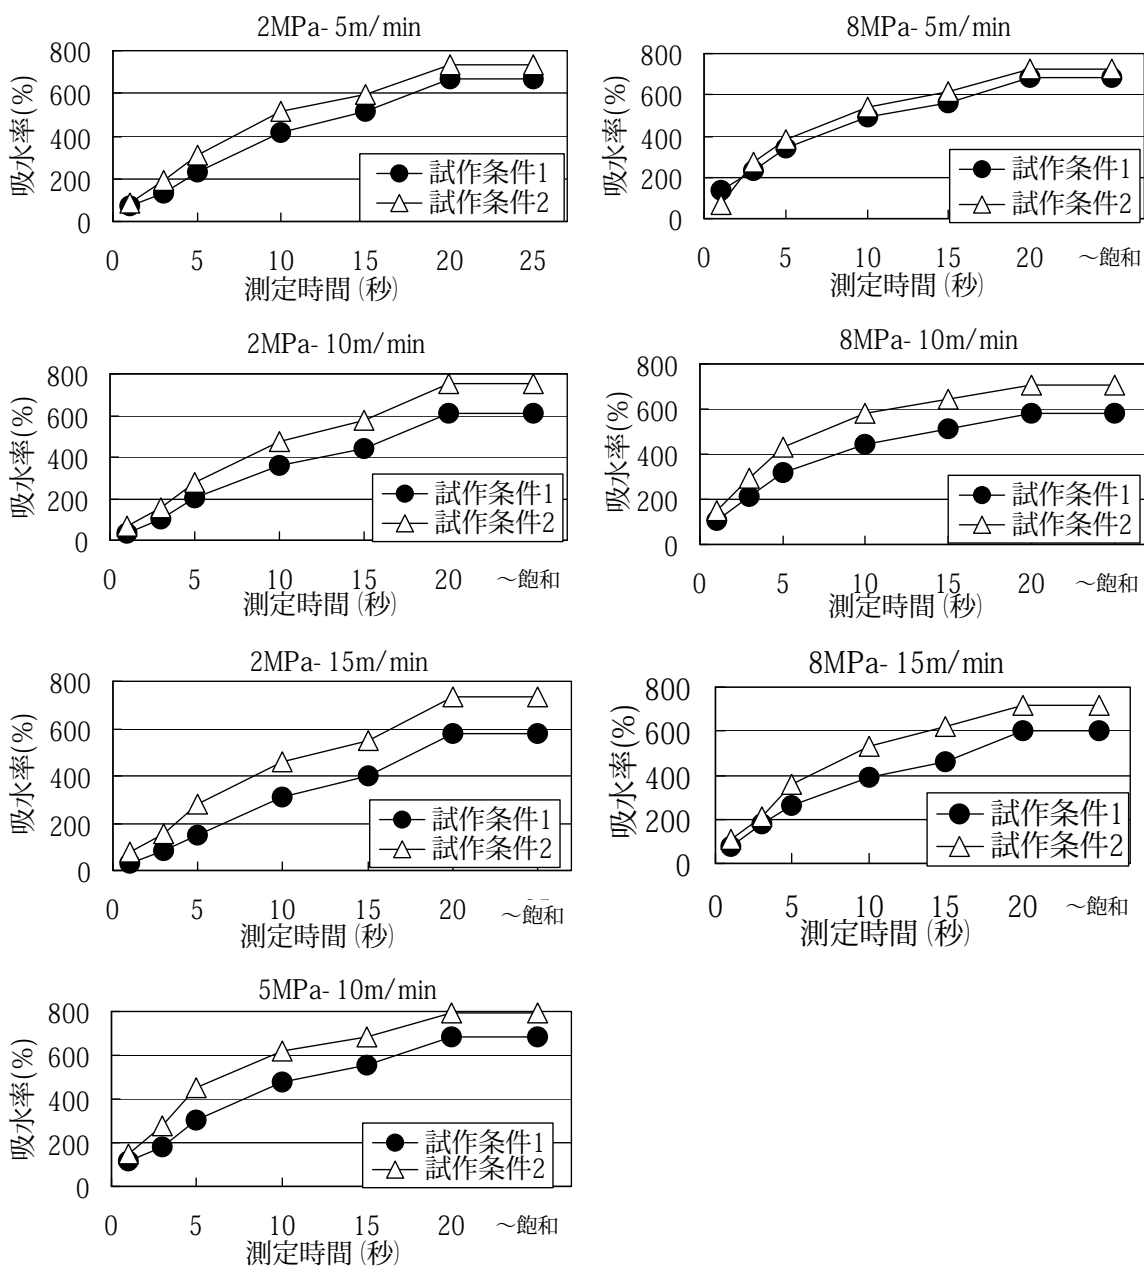 2MPa- 5m/min
吸水率(%)
800
600
400
200
0
試作条件1
試作条件2
0 5 10 15 20 25
測定時間 (秒)
8MPa- 5m/min
吸水率(%)
800
600
400
200
0
試作条件1
試作条件2
0 5 10 15 20 ～飽和
測定時間 (秒)
2MPa- 10m/min
吸水率(%)
800
600
400
200
0
試作条件1
試作条件2
0 5 10 15 20 ～飽和
測定時間 (秒)
8MPa- 10m/min
吸水率(%)
800
600
400
200
0
試作条件1
試作条件2
0 5 10 15 20 ～飽和
測定時間 (秒)
2MPa- 15m/min
吸水率(%)
800
600
400
200
0
試作条件1
試作条件2
0 5 10 15 20 ～飽和
測定時間 (秒)
8MPa- 15m/min
吸水率(%)
800
600
400
200
0
試作条件1
試作条件2
0 5 10 15 20 ～飽和
測定時間 (秒)
5MPa- 10m/min
吸水率(%)
800
600
400
200
0
試作条件1
試作条件2
0 5 10 15 20 ～飽和
測定時間 (秒)